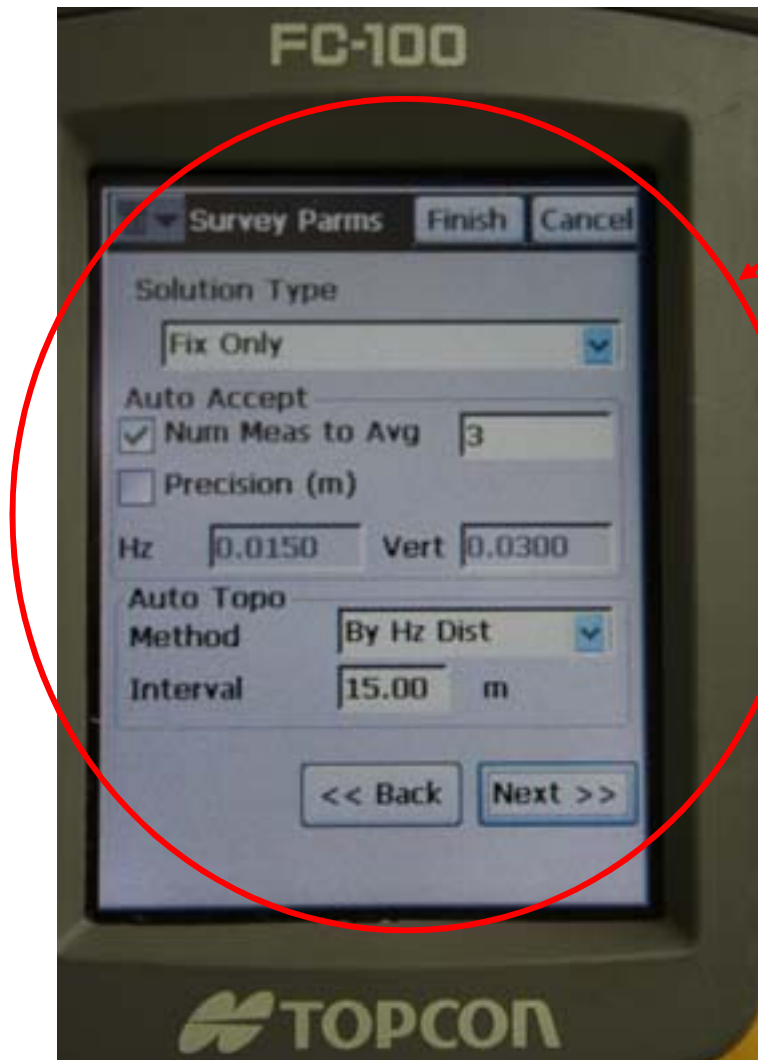 FC-100
Survey Parms Finish Cancel
Solution Type
Fix Only
Auto Accept
Num Meas to Avg 3
Precision (m)
Hz 0.0150 Vert 0.0300
Auto Topo
Method By Hz Dist
Interval 15.00 m
<< Back Next >>
TOPCON